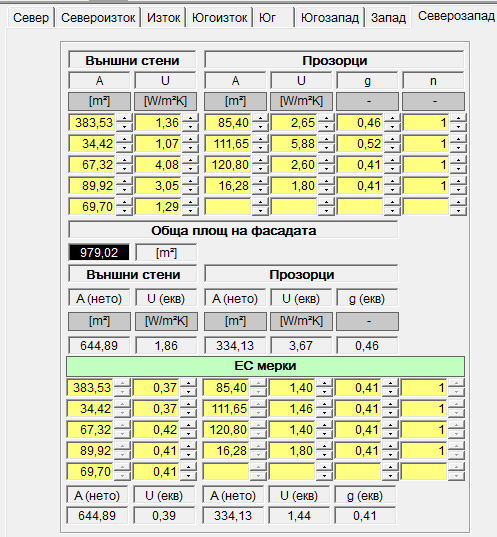 Север Североизток Изток Югоизток Юг Югозапад Запад Северозапад
Външни стени Прозорци
A U A U g n
[m²] [W/m²K] [m²] [W/m²K] - -
383,53 1,36 85,40 2,65 0,46 1
34,42 1,07 111,65 5,88 0,52 1
67,32 4,08 120,80 2,60 0,41 1
89,92 3,05 16,28 1,80 0,41 1
69,70 1,29
Обща площ на фасадата
979,02 [m²]
Външни стени Прозорци
A (нето) U (екв) A (нето) U (екв) g (екв)
[m²] [W/m²K] [m²] [W/m²K] -
644,89 1,86 334,13 3,67 0,46
ЕС мерки
383,53 0,37 85,40 1,40 0,41 1
34,42 0,37 111,65 1,46 0,41 1
67,32 0,42 120,80 1,40 0,41 1
89,92 0,41 16,28 1,80 0,41 1
69,70 0,41
A (нето) U (екв) A (нето) U (екв) g (екв)
644,89 0,39 334,13 1,44 0,41